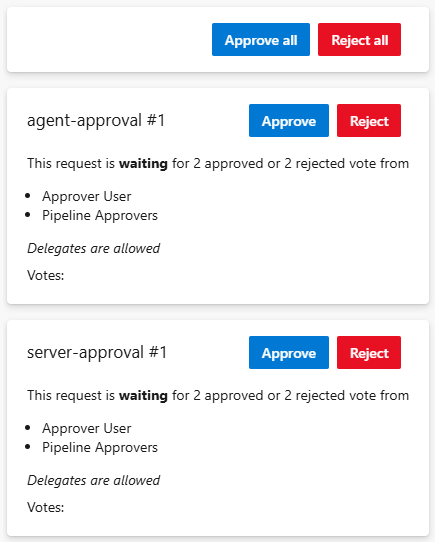 Approve all Reject all
agent-approval #1 Approve Reject
This request is waiting for 2 approved or 2 rejected vote from
• Approver User
• Pipeline Approvers
Delegates are allowed
Votes:
server-approval #1 Approve Reject
This request is waiting for 2 approved or 2 rejected vote from
• Approver User
• Pipeline Approvers
Delegates are allowed
Votes: